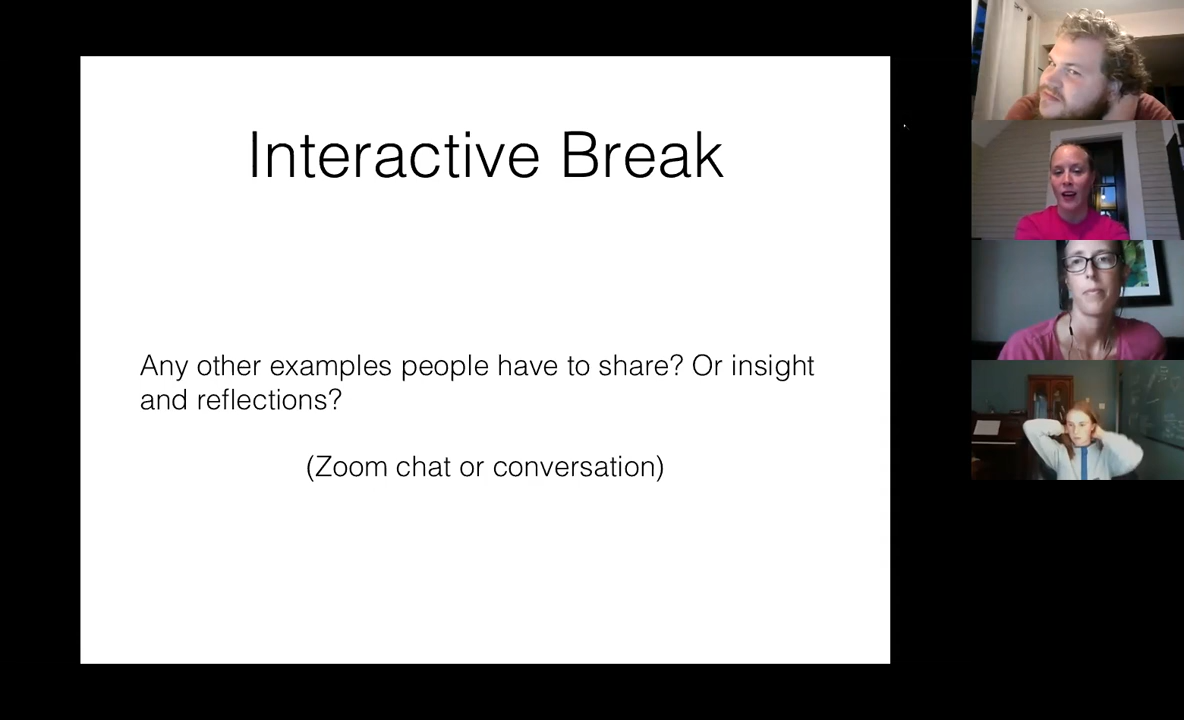 Interactive Break
Any other examples people have to share? Or insight
and reflections?
(Zoom chat or conversation)